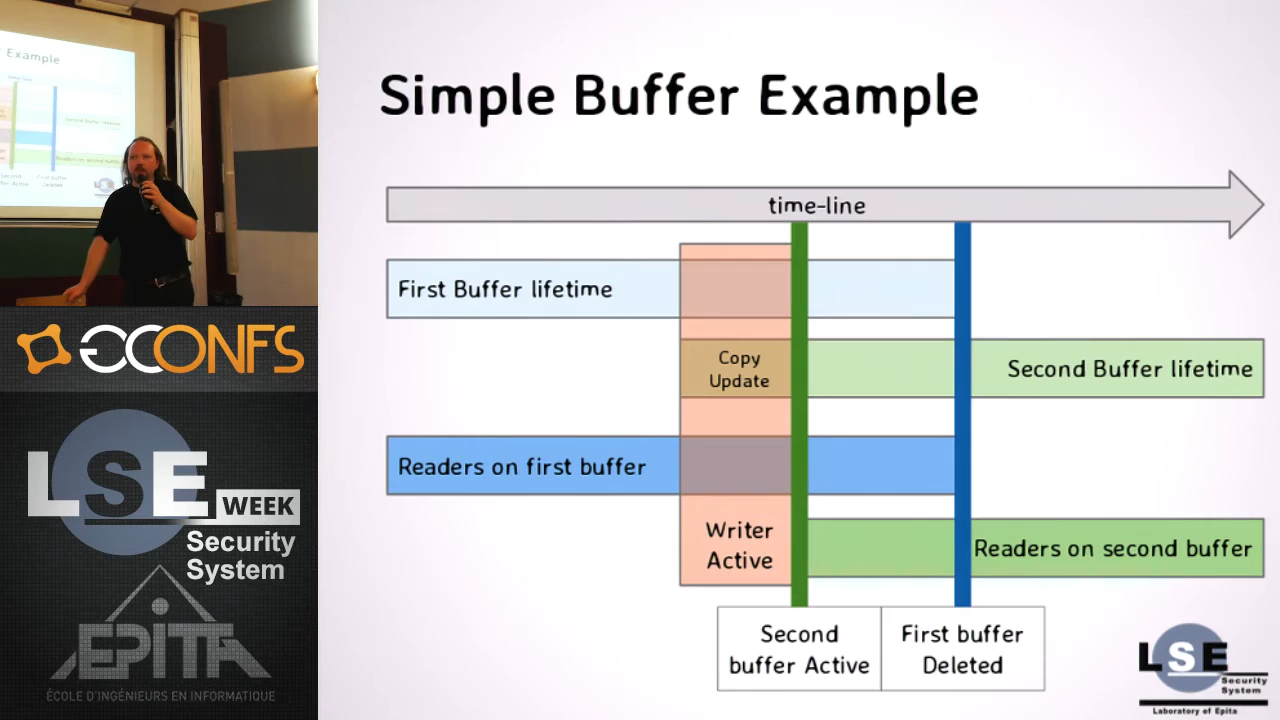 Simple Buffer Example
time-line
First Buffer lifetime
Copy
Update
Second Buffer lifetime
Readers on first buffer
Writer
Active
Readers on second buffer
Second
buffer Active
First buffer
Deleted
Example
CONFS
LSE
WEEK
Security
System
EPITA
ÉCOLE D'INGÉNIEURS EN INFORMATIQUE
LSE
Security
System
Laboratory of Epita